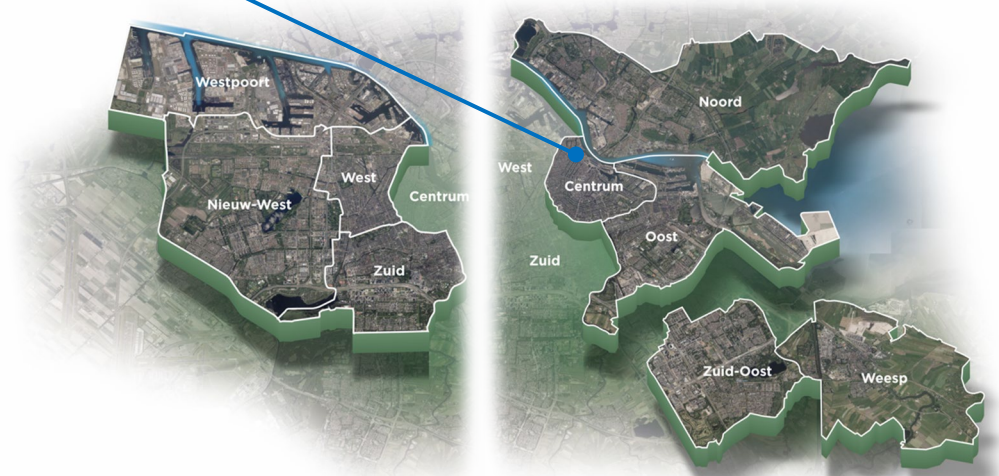 Westpoort
West
Nieuw-West
Centrum
Zuid
Noord
West
Centrum
Oost
Zuid
Zuid-Oost
Weesp